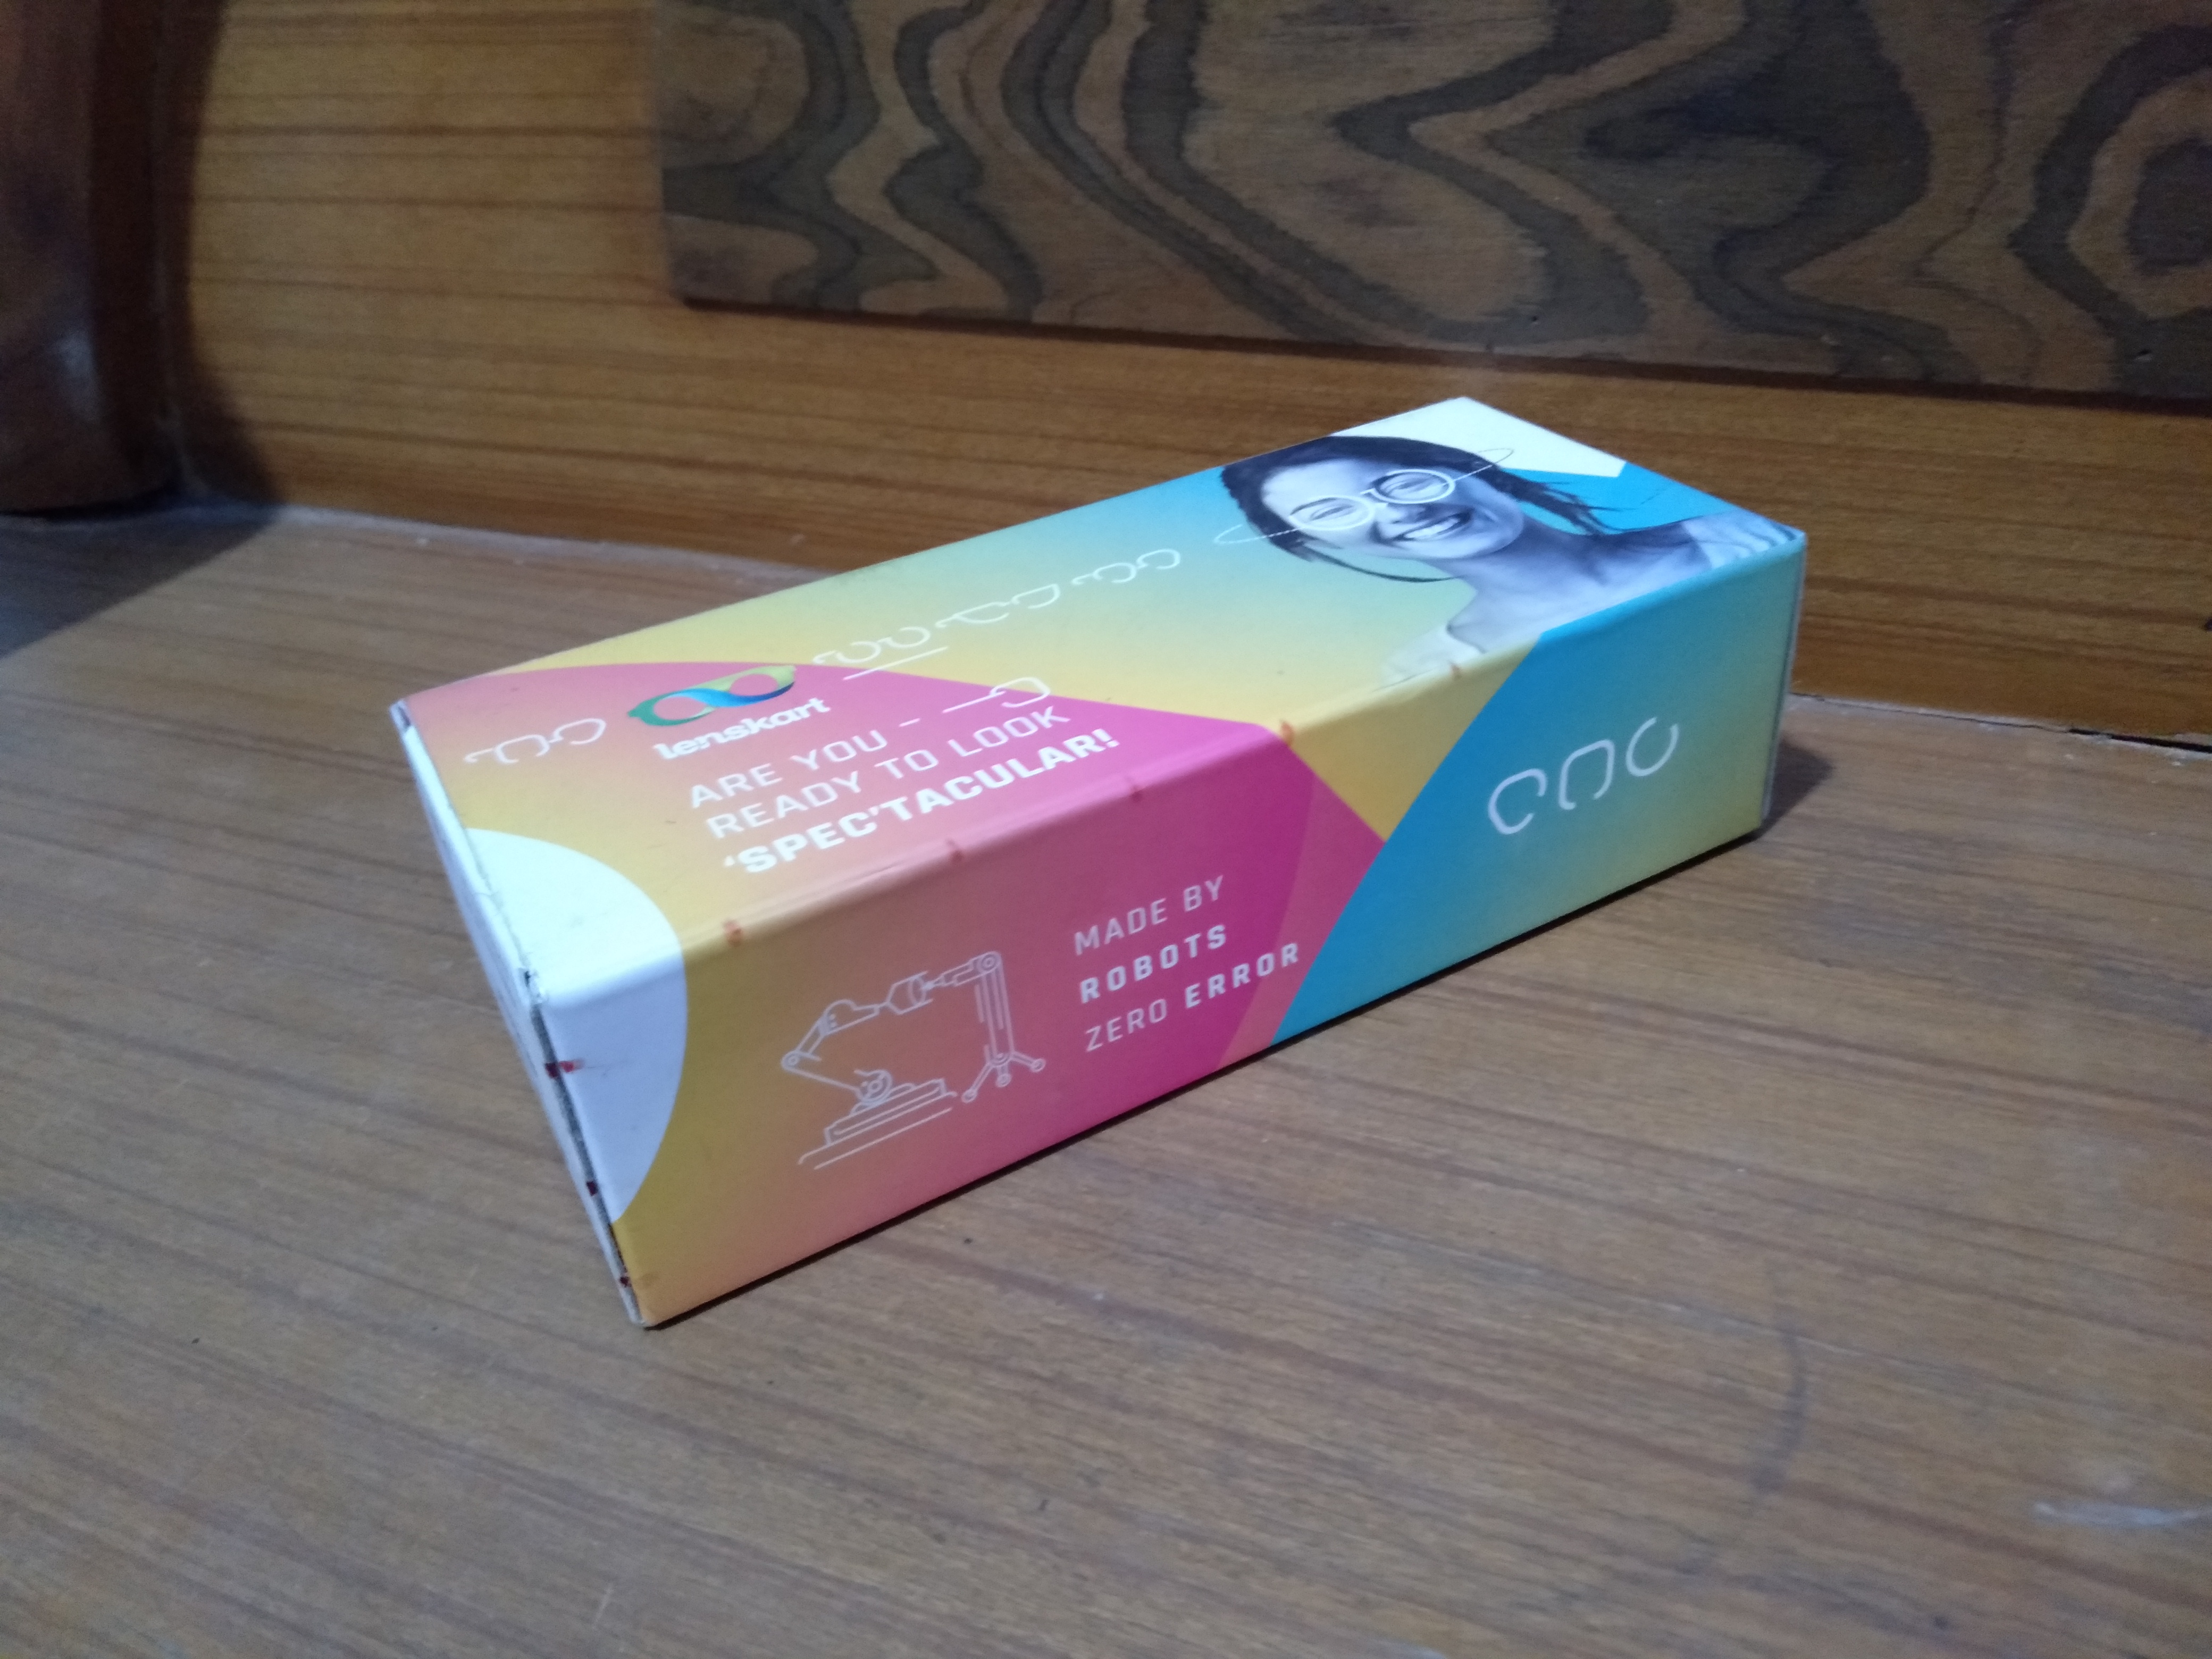 lenskart
ARE YOU
READY TO LOOK
'SPEC'TACULAR!
MADE BY
ROBOTS
ZERO ERROR